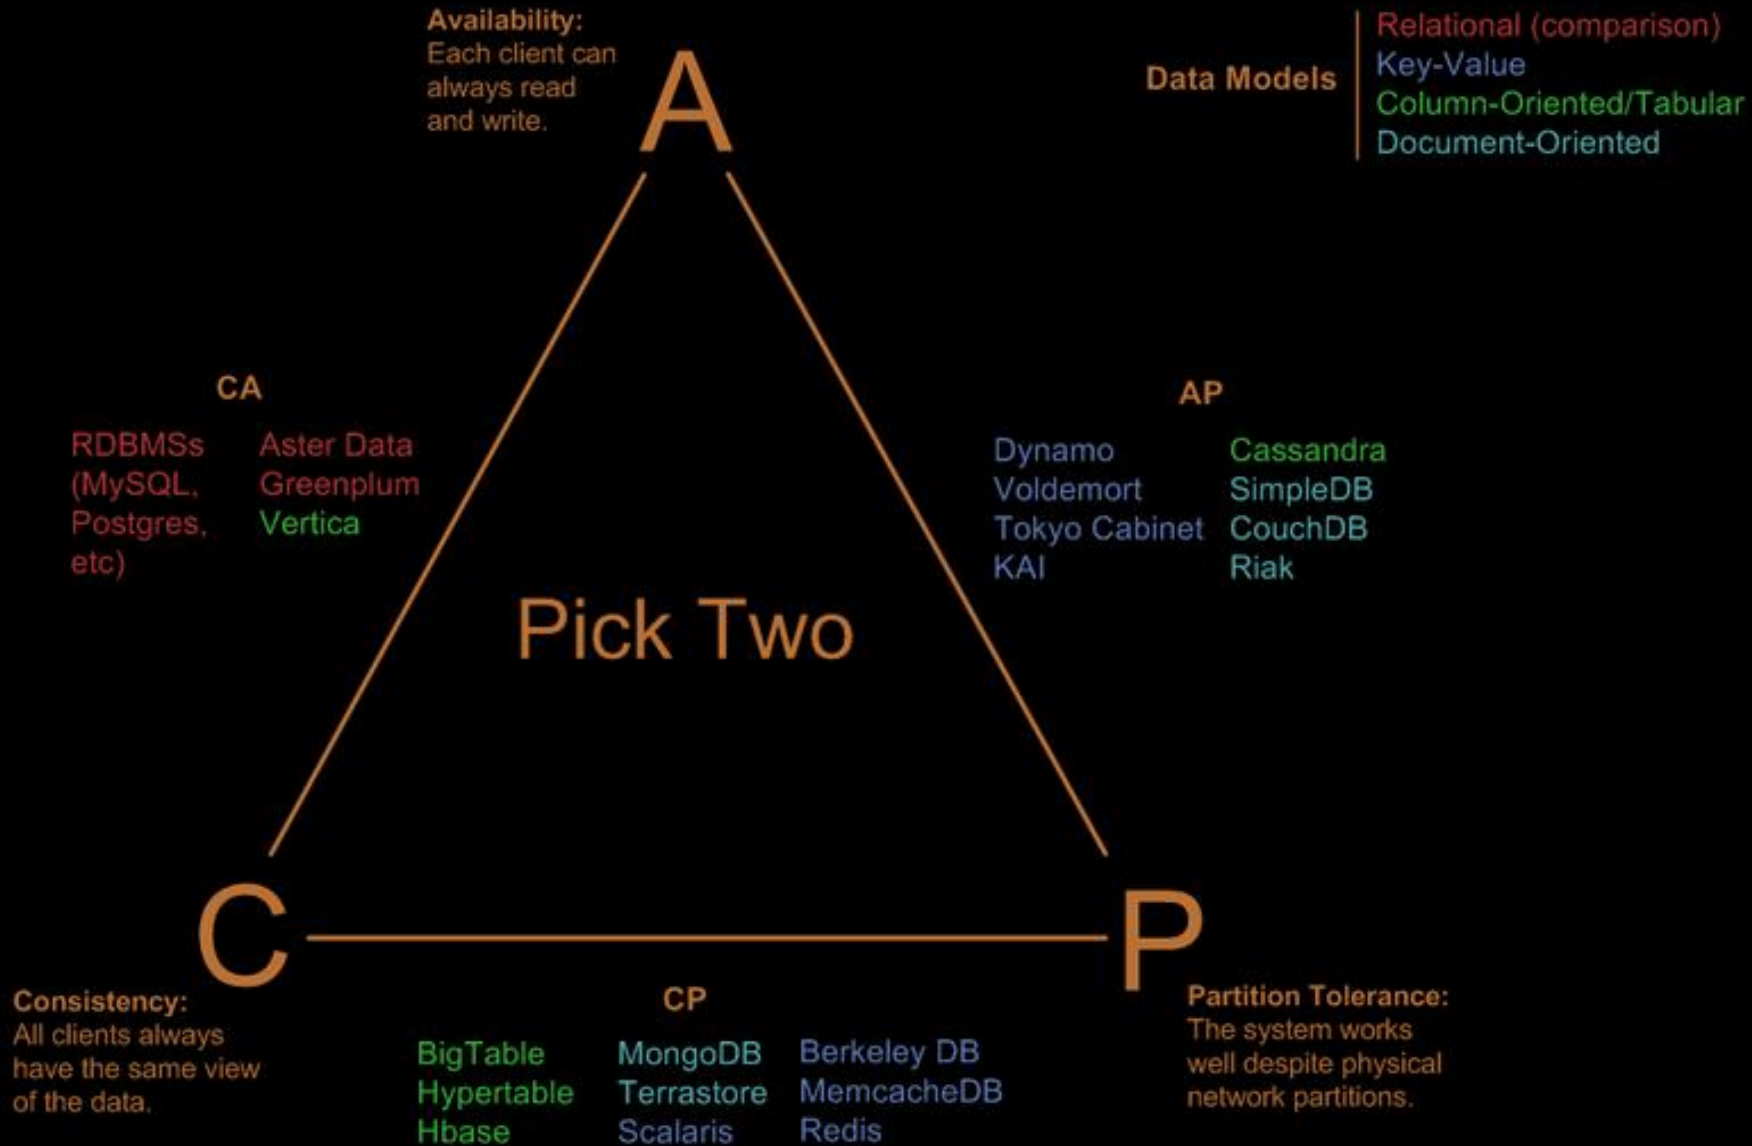 Availability:
Each client can
always read
and write.
A
Data Models
Relational (comparison)
Key-Value
Column-Oriented/Tabular
Document-Oriented
CA
RDBMSs
(MySQL,
Postgres,
etc)
Aster Data
Greenplum
Vertica
AP
Dynamo
Voldemort
Tokyo Cabinet
KAI
Cassandra
SimpleDB
CouchDB
Riak
Pick Two
C
Consistency:
All clients always
have the same view
of the data.
CP
BigTable
Hypertable
Hbase
MongoDB
Terrastore
Scalaris
Berkeley DB
MemcacheDB
Redis
P
Partition Tolerance:
The system works
well despite physical
network partitions.